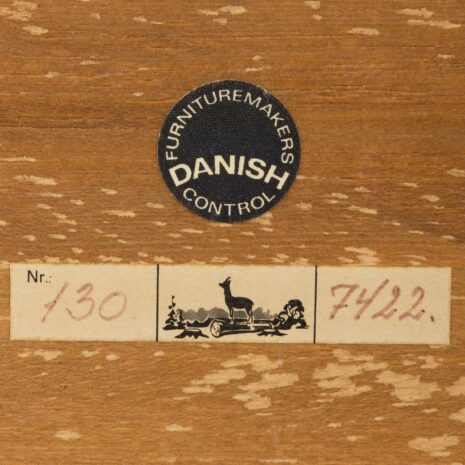 FURNITUREMAKERS
DANISH
CONTROL
Nr.: 130 7422.